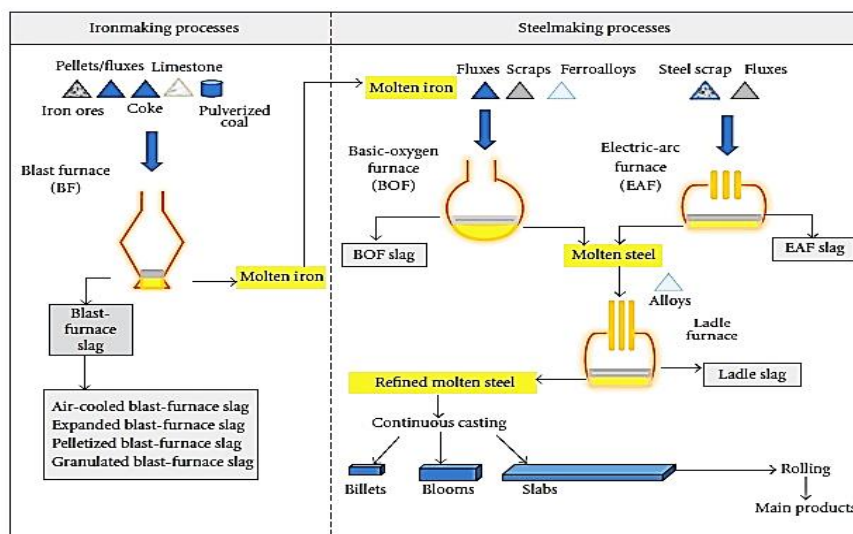 Ironmaking processes
Pellets/fluxes Limestone
Iron ores
Coke
Pulverized
coal
Blast furnace
(BF)
Molten iron
Blast-
furnace
slag
Air-cooled blast-furnace slag
Expanded blast-furnace slag
Pelletized blast-furnace slag
Granulated blast-furnace slag
Steelmaking processes
Molten iron
Fluxes Scraps Ferroalloys
Steel scrap Fluxes
Basic-oxygen
furnace
(BOF)
Electric-arc
furnace
(EAF)
BOF slag
Molten steel
EAF slag
Alloys
Ladle
furnace
Refined molten steel
Ladle slag
Continuous casting
Billets
Blooms
Slabs
Rolling
Main products